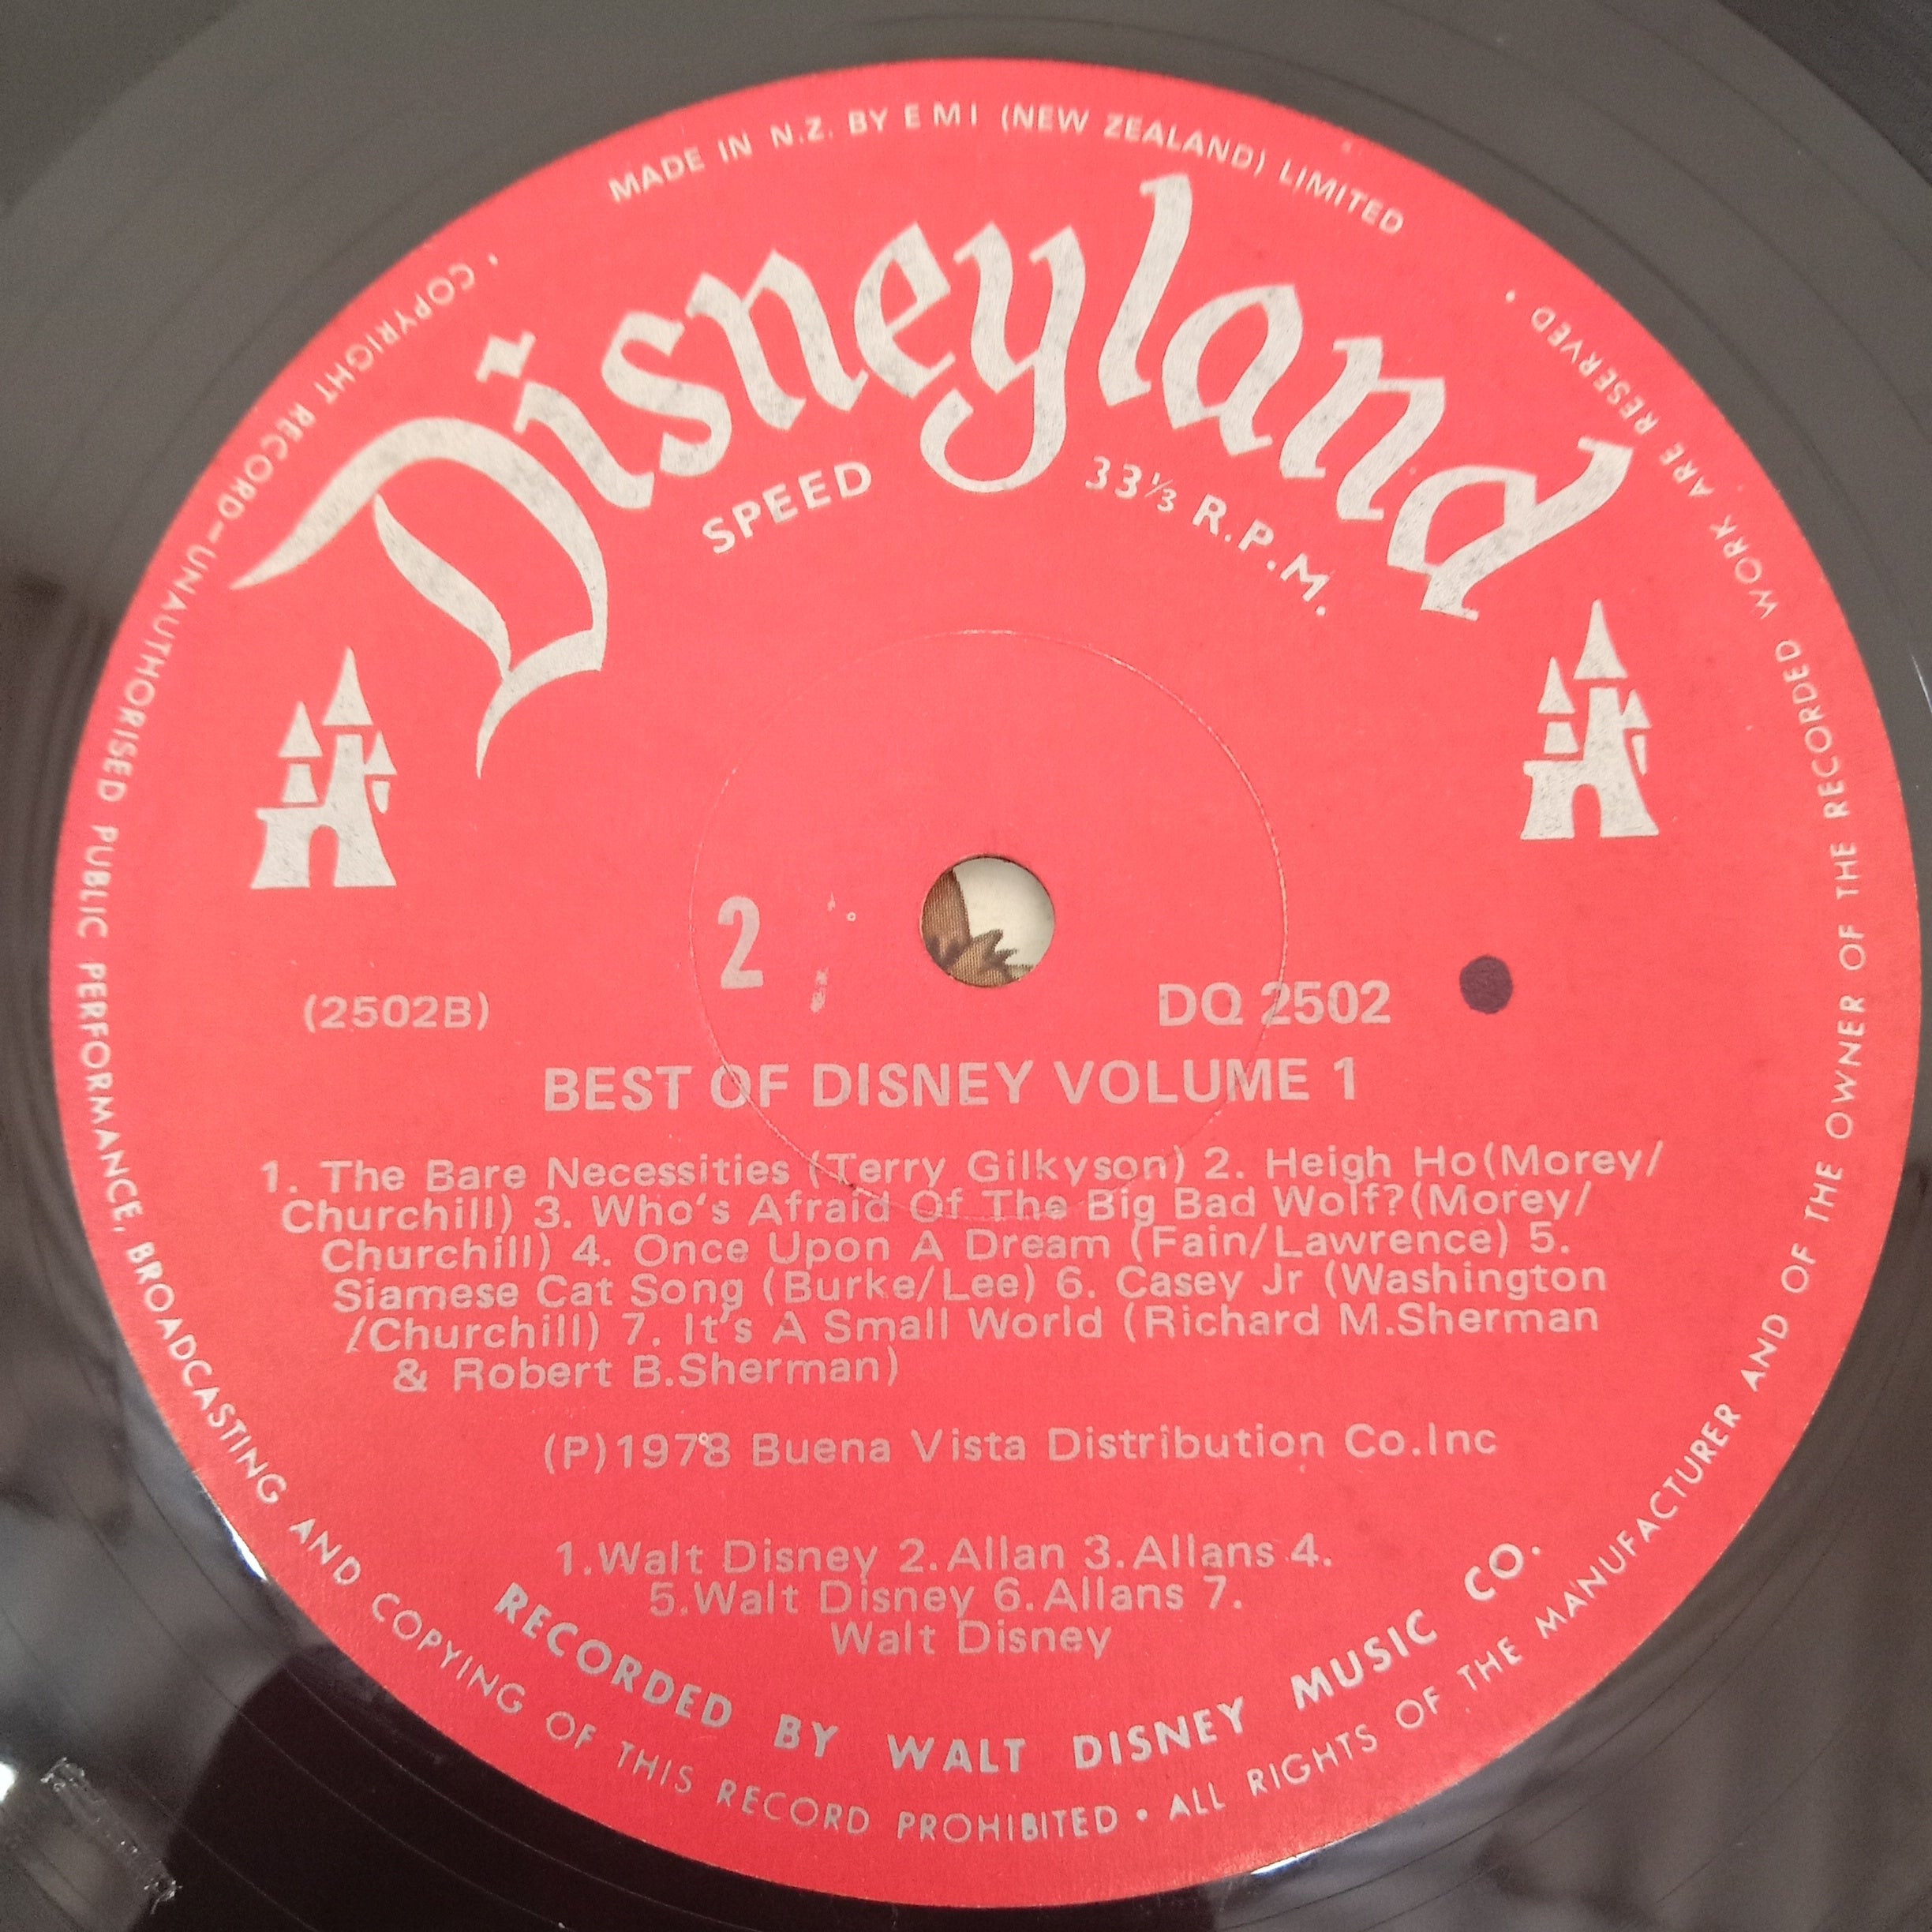 MADE IN N.Z. BY EMI (NEW ZEALAND) LIMITED
• COPYRIGHT RECORD–UNAUTHORISED PUBLIC PERFORMANCE, BROADCASTING AND COPYING OF THIS RECORD PROHIBITED • ALL RIGHTS OF THE MANUFACTURER AND OF THE OWNER OF THE RECORDED WORK ARE RESERVED •
Disneyland
SPEED 33⅓ R.P.M.
2
(2502B) DQ 2502
BEST OF DISNEY VOLUME 1
1. The Bare Necessities (Terry Gilkyson) 2. Heigh Ho(Morey/
Churchill) 3. Who's Afraid Of The Big Bad Wolf?(Morey/
Churchill) 4. Once Upon A Dream (Fain/Lawrence) 5.
Siamese Cat Song (Burke/Lee) 6. Casey Jr (Washington
/Churchill) 7. It's A Small World (Richard M.Sherman
& Robert B.Sherman)
(P)1978 Buena Vista Distribution Co.Inc
1.Walt Disney 2.Allan 3.Allans 4.
5.Walt Disney 6.Allans 7.
Walt Disney
RECORDED BY WALT DISNEY MUSIC CO.